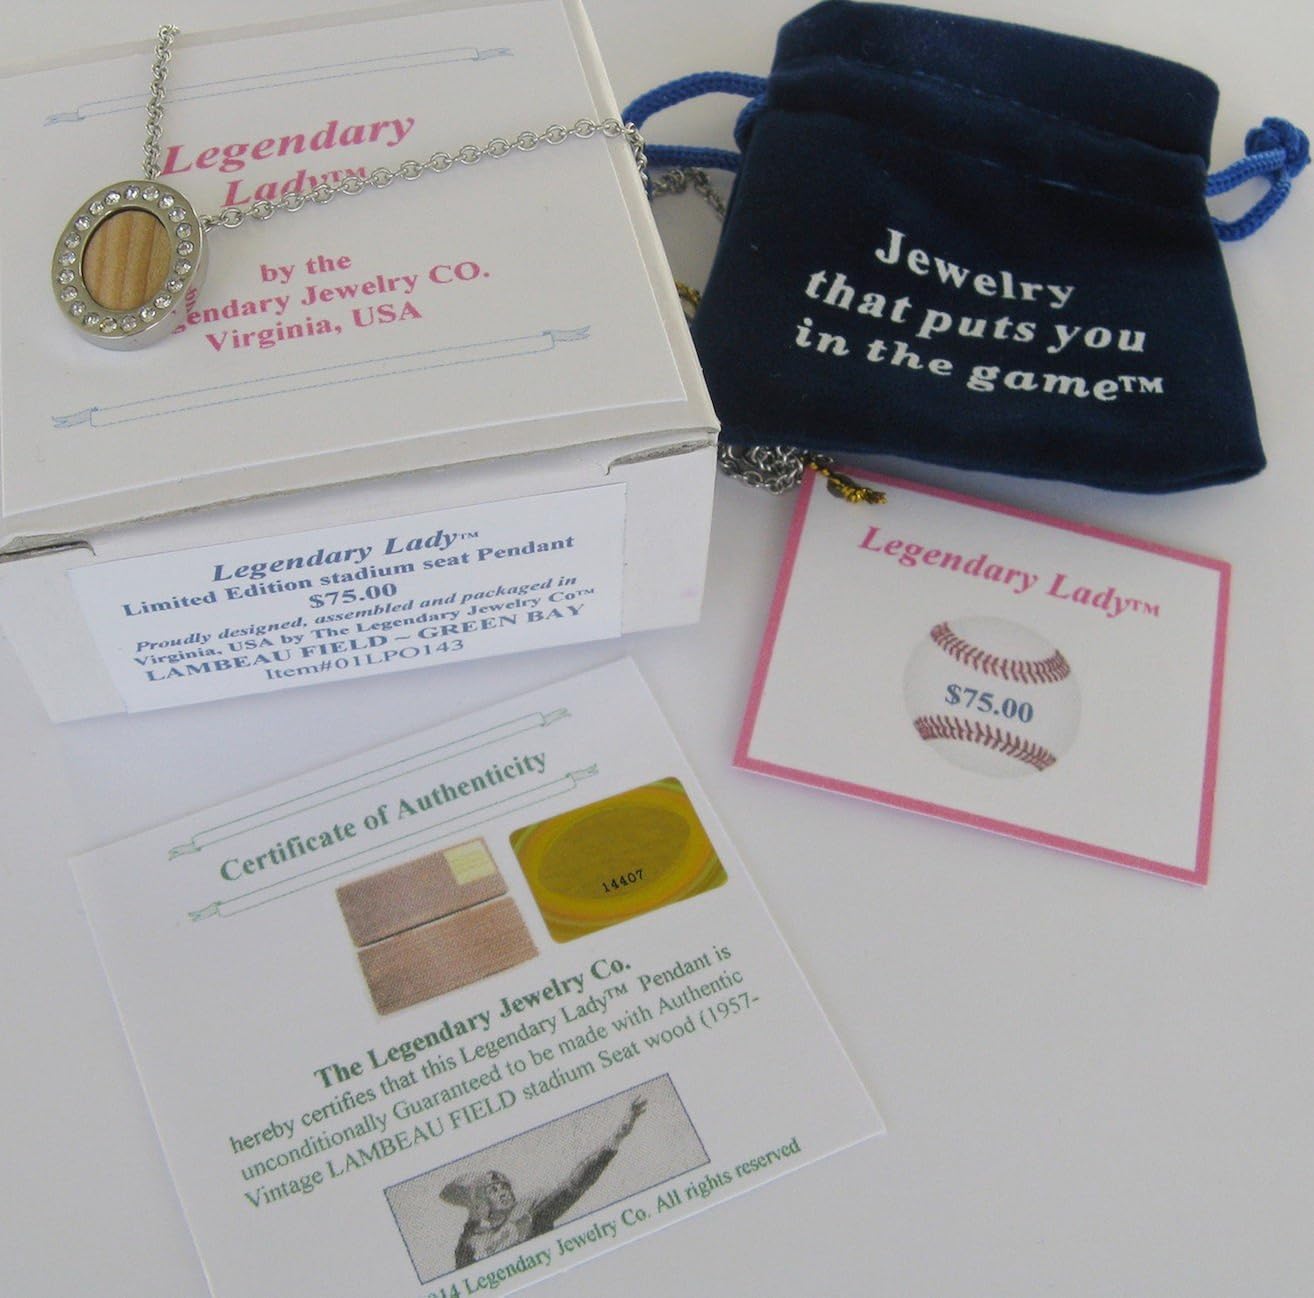 Legendary
Lady™
by the
endary Jewelry CO.
Virginia, USA
Jewelry
that puts you
in the game™
Legendary Lady™
Limited Edition stadium seat Pendant
$75.00
Proudly designed, assembled and packaged in
Virginia, USA by The Legendary Jewelry Co™
LAMBEAU FIELD ~ GREEN BAY
Item#01LPO143
Legendary Lady™
$75.00
Certificate of Authenticity
14407
The Legendary Jewelry Co.
hereby certifies that this Legendary Lady™ Pendant is
unconditionally Guaranteed to be made with Authentic
Vintage LAMBEAU FIELD stadium Seat wood (1957-
014 Legendary Jewelry Co. All rights reserved